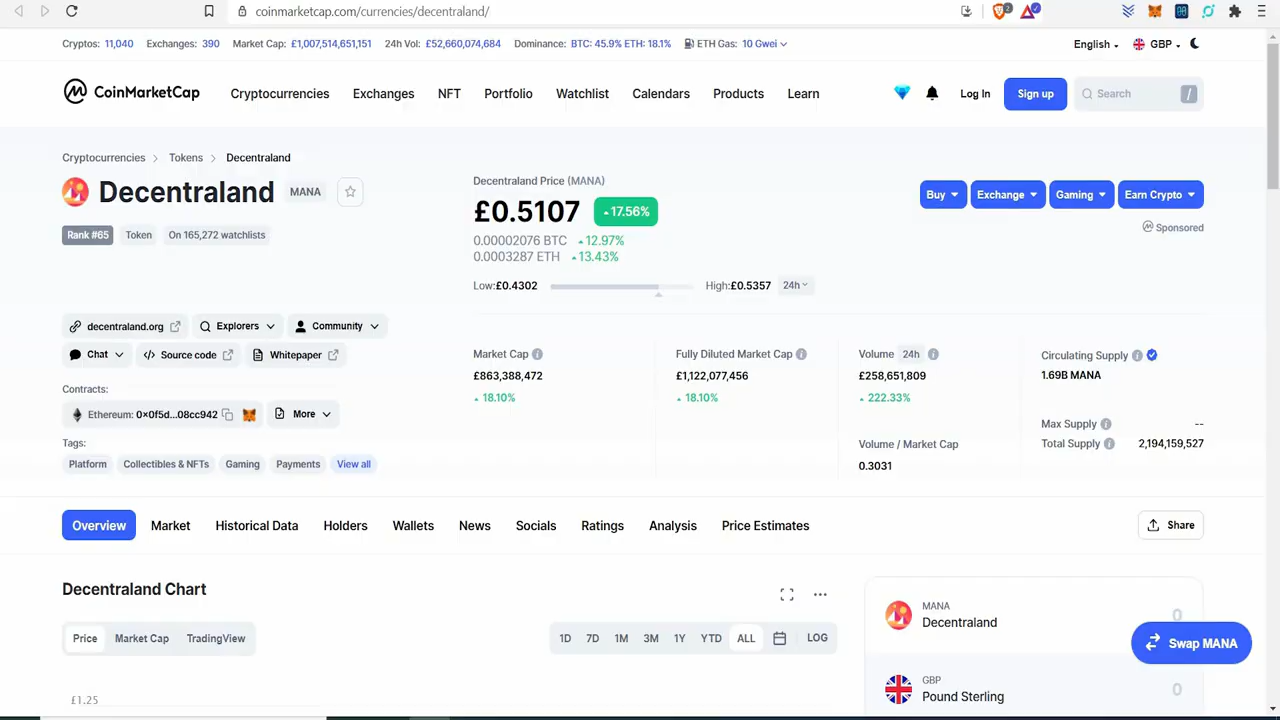 coinmarketcap.com/currencies/decentraland/
Cryptos: 11,040 Exchanges: 390 Market Cap: £1,007,514,651,151 24h Vol: £52,660,074,684 Dominance: BTC: 45.9% ETH: 18.1% ETH Gas: 10 Gwei English GBP
CoinMarketCap Cryptocurrencies Exchanges NFT Portfolio Watchlist Calendars Products Learn Log In Sign up Search /
Cryptocurrencies > Tokens > Decentraland
Decentraland MANA
Rank #65 Token On 165,272 watchlists
Decentraland Price (MANA)
£0.5107 17.56%
0.00002076 BTC 12.97%
0.0003287 ETH 13.43%
Low:£0.4302 High:£0.5357 24h
Buy Exchange Gaming Earn Crypto
Sponsored
decentraland.org Explorers Community
Chat Source code Whitepaper
Contracts:
Ethereum: 0x0f5d...08cc942 More
Tags:
Platform Collectibles & NFTs Gaming Payments View all
Market Cap
£863,388,472
18.10%
Fully Diluted Market Cap
£1,122,077,456
18.10%
Volume 24h
£258,651,809
222.33%
Volume / Market Cap
0.3031
Circulating Supply
1.69B MANA
Max Supply --
Total Supply 2,194,159,527
Overview Market Historical Data Holders Wallets News Socials Ratings Analysis Price Estimates Share
Decentraland Chart
Price Market Cap TradingView 1D 7D 1M 3M 1Y YTD ALL LOG
£1.25
MANA
Decentraland 0
Swap MANA
GBP
Pound Sterling 0